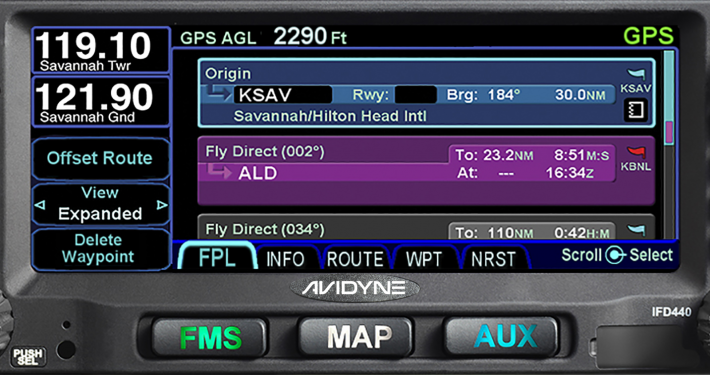 119.10
Savannah Twr
121.90
Savannah Gnd
Offset Route
View
Expanded
Delete
Waypoint
GPS AGL 2290 Ft
GPS
Origin
KSAV Rwy: Brg: 184° 30.0NM
Savannah/Hilton Head Intl
KSAV
Fly Direct (002°) To: 23.2NM 8:51M:S
ALD At: --- 16:34Z
KBNL
Fly Direct (034°) To: 110NM 0:42H:M
FPL INFO ROUTE WPT NRST Scroll Select
AVIDYNE
IFD440
FMS MAP AUX
PUSH
SEL